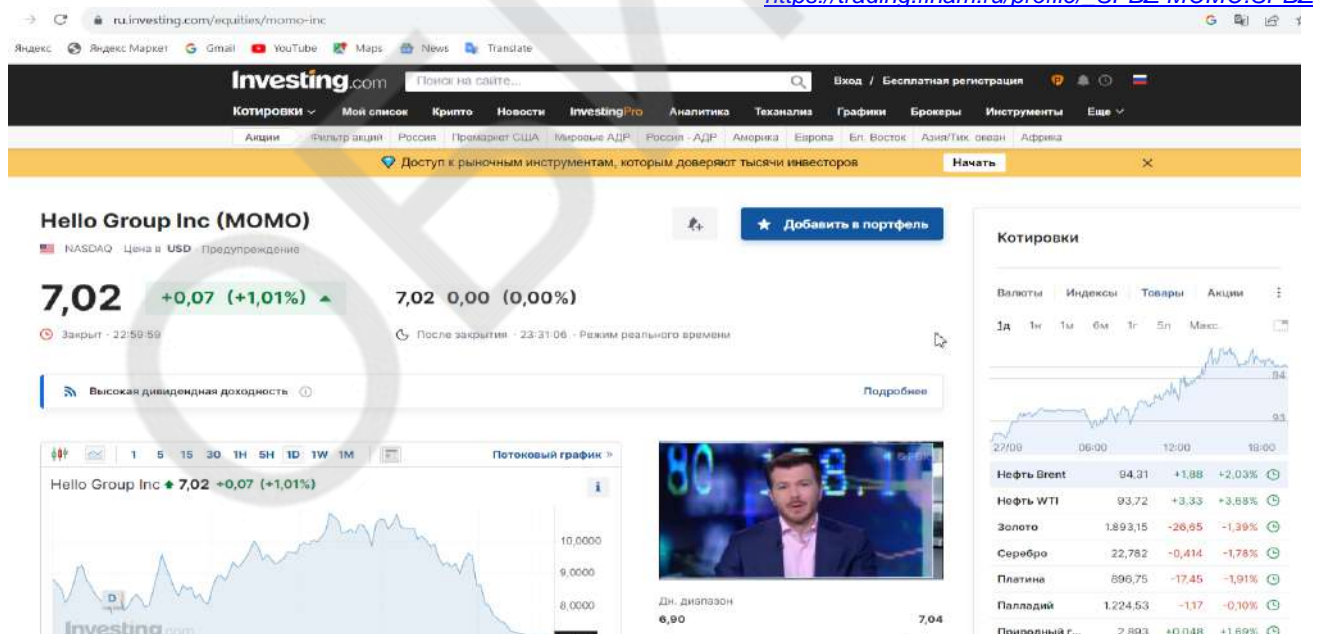 https://trading.finam.ru/profile/_SPBZ-MOMO.SPBZ
ru.investing.com/equities/momo-inc
Яндекс Яндекс Маркет Gmail YouTube Maps News Translate
Investing.com Поиск на сайте... Вход / Бесплатная регистрация
Котировки Мой список Крипто Новости InvestingPro Аналитика Теханализ Графики Брокеры Инструменты Еще
Акции Фильтр акций Россия Премаркет США Мировые АДР Россия - АДР Америка Европа Бл. Восток Азия/Тих. океан Африка
Доступ к рыночным инструментам, которым доверяют тысячи инвесторов Начать
Hello Group Inc (MOMO)
Добавить в портфель
NASDAQ Цена в USD Предупреждение
7,02 +0,07 (+1,01%) 7,02 0,00 (0,00%)
Закрыт · 22:59:59 После закрытия · 23:31:06 · Режим реального времени
Высокая дивидендная доходность Подробнее
1 5 15 30 1H 5H 1D 1W 1M Потоковый график »
Hello Group Inc 7,02 +0,07 (+1,01%)
10,0000
9,0000
8,0000
Investing.com
Дн. диапазон
6,90 7,04
Котировки
Валюты Индексы Товары Акции
1д 1н 1м 6м 1г 5л Макс.
94
93
27/09 06:00 12:00 18:00
Нефть Brent 94,31 +1,88 +2,03%
Нефть WTI 93,72 +3,33 +3,68%
Золото 1.893,15 -26,65 -1,39%
Серебро 22,782 -0,414 -1,78%
Платина 896,75 -17,45 -1,91%
Палладий 1.224,53 -1,17 -0,10%
Природный г... 2,893 +0,048 +1,69%